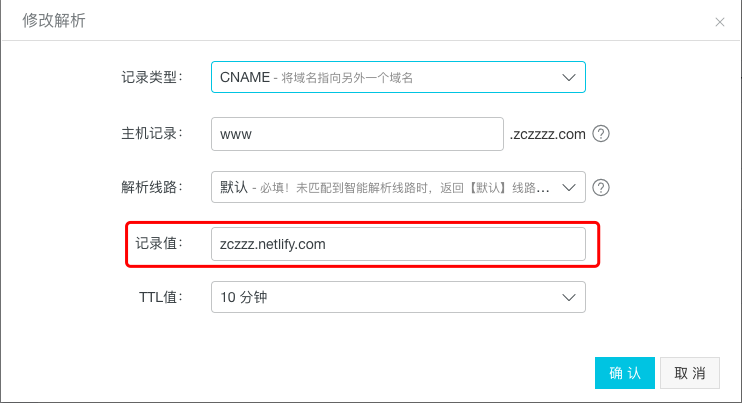 修改解析
记录类型： CNAME - 将域名指向另外一个域名
主机记录： www .zczzzz.com ?
解析线路： 默认 - 必填！未匹配到智能解析线路时，返回【默认】线路... ?
记录值： zczzz.netlify.com
TTL值： 10 分钟
确 认 取 消